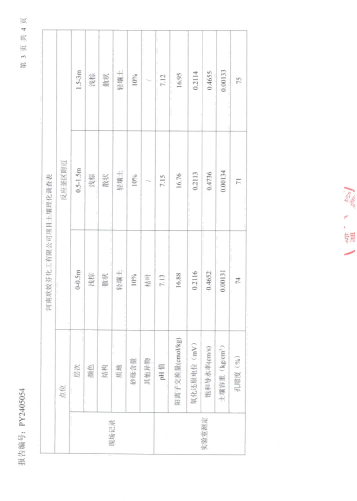 报告编号：PY2405054
第 3 页 共 4 页
河南欣胶芬化工有限公司项目土壤理化调查表
点位 反应釜区附近
层次 0-0.5m 0.5-1.5m 1.5-3m
现场记录
颜色 浅棕 浅棕 浅棕
结构 散状 散状 散状
质地 轻壤土 轻壤土 轻壤土
砂砾含量 10% 10% 10%
其他异物 枯叶 / /
实验室测定
pH 值 7.13 7.15 7.12
阳离子交换量(cmol/kg) 16.88 16.76 16.95
氧化还原电位（mV） 0.2116 0.2113 0.2114
饱和导水率(cm/s) 0.4652 0.4736 0.4655
土壤容重（kg/cm³） 0.00131 0.00134 0.00133
孔隙度（%） 74 71 75